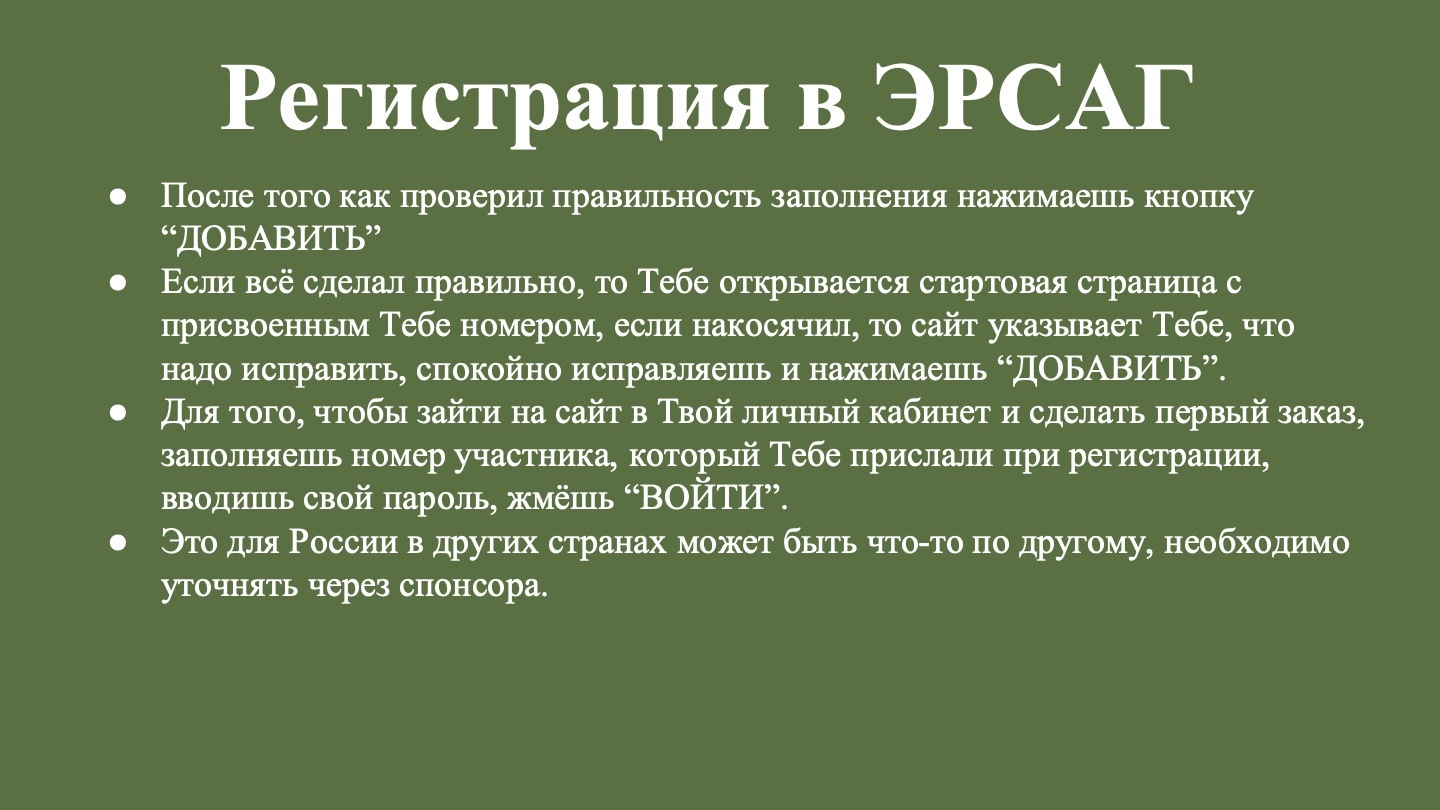 Регистрация в ЭРСАГ
● После того как проверил правильность заполнения нажимаешь кнопку
“ДОБАВИТЬ”
● Если всё сделал правильно, то Тебе открывается стартовая страница с
присвоенным Тебе номером, если накосячил, то сайт указывает Тебе, что
надо исправить, спокойно исправляешь и нажимаешь “ДОБАВИТЬ”.
● Для того, чтобы зайти на сайт в Твой личный кабинет и сделать первый заказ,
заполняешь номер участника, который Тебе прислали при регистрации,
вводишь свой пароль, жмёшь “ВОЙТИ”.
● Это для России в других странах может быть что-то по другому, необходимо
уточнять через спонсора.